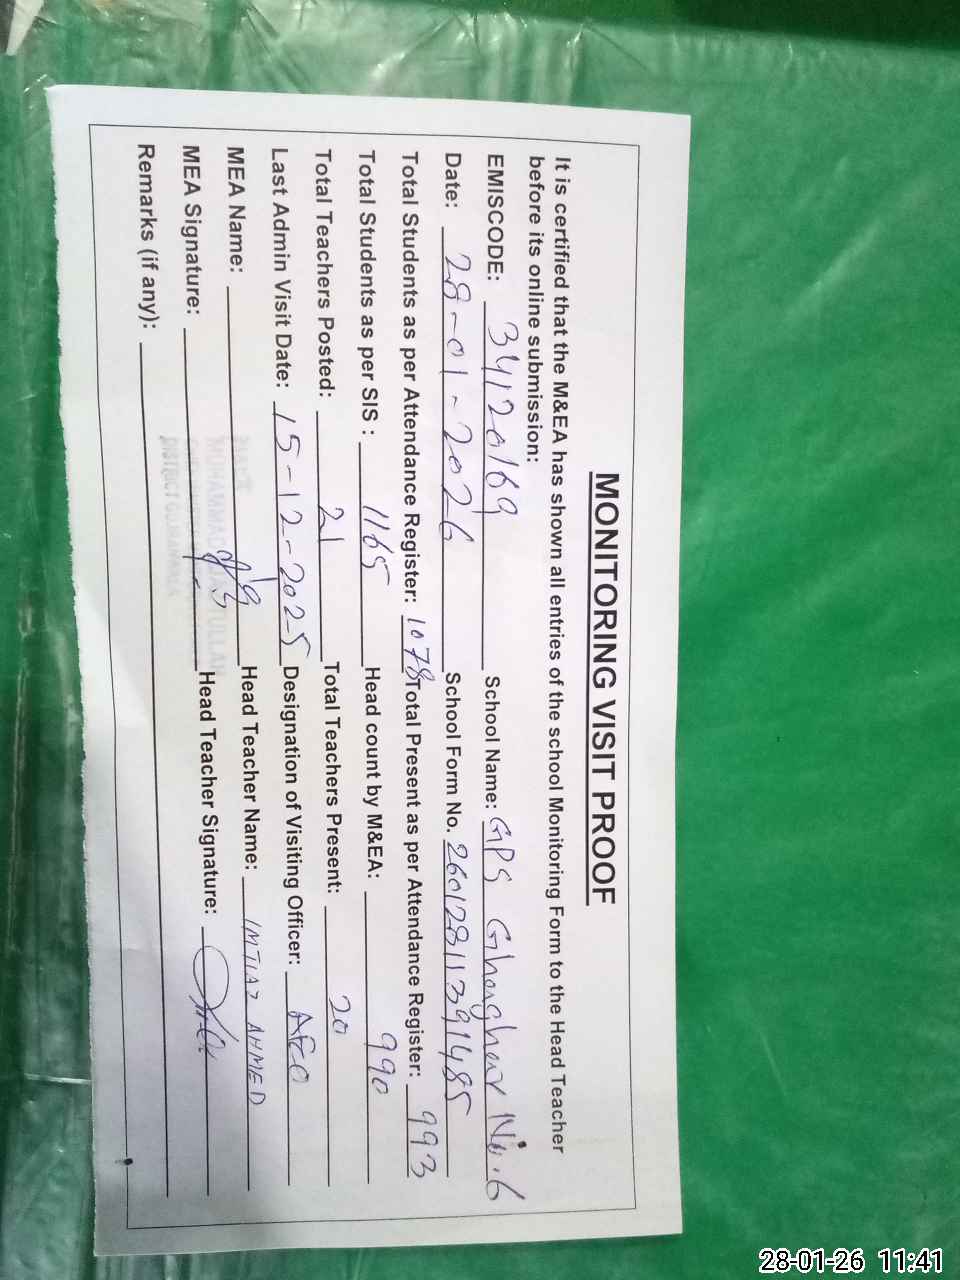 MONITORING VISIT PROOF
It is certified that the M&EA has shown all entries of the school Monitoring Form to the Head Teacher
before its online submission:
EMISCODE: 34120169 School Name: GPS Gharghar No.6
Date: 28-01-2026 School Form No. 26012811391485
Total Students as per Attendance Register: 1078 Total Present as per Attendance Register: 993
Total Students as per SIS : 1165 Head count by M&EA: 990
Total Teachers Posted: 21 Total Teachers Present: 20
Last Admin Visit Date: 15-12-2025 Designation of Visiting Officer: AEO
MEA Name: Head Teacher Name: IMTIAZ AHMED
MEA Signature: Head Teacher Signature:
Remarks (if any):
MUHAMMAD
DISTRICT GUJRANWALA
28-01-26 11:41